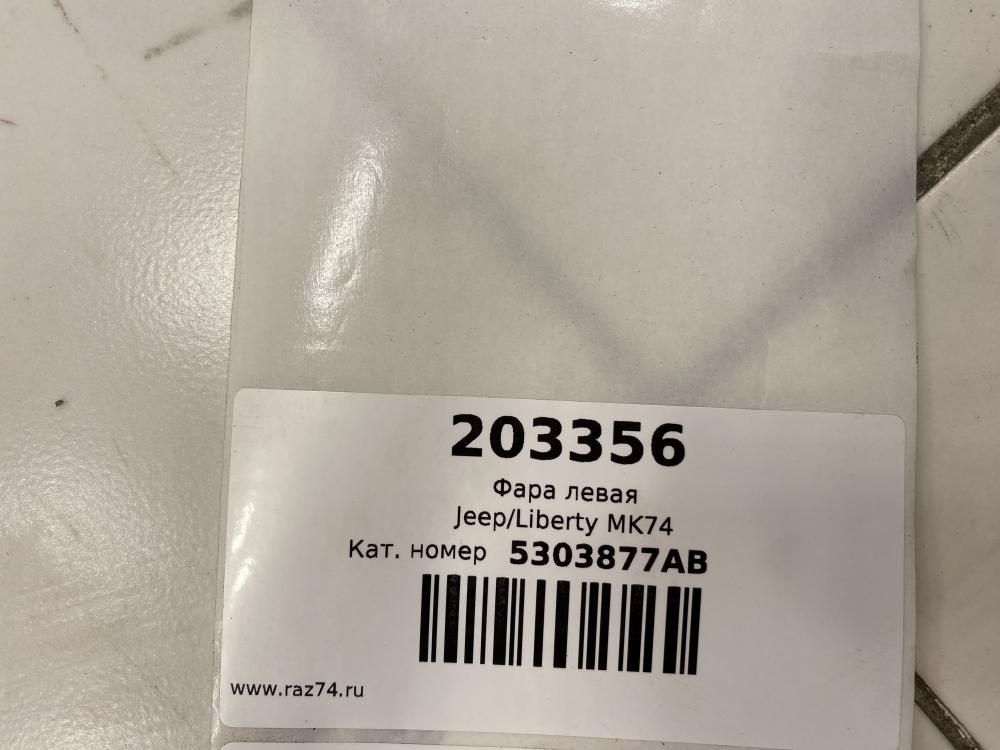 203356
Фара левая
Jeep/Liberty MK74
Кат. номер 5303877AB
www.raz74.ru